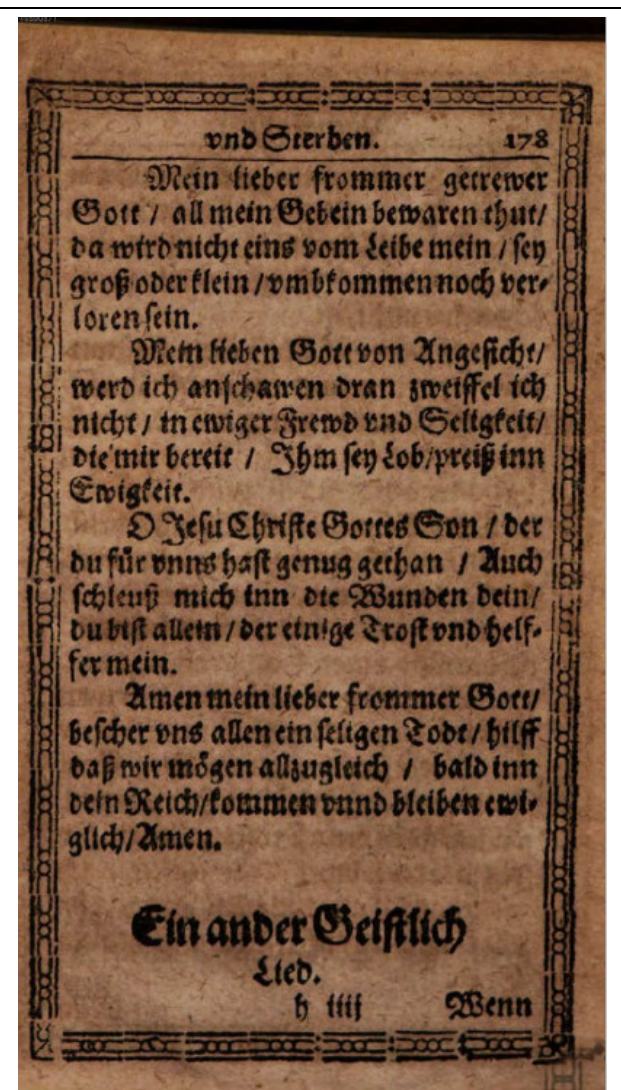 vnd Sterben. 178
Mein lieber frommer getrewer
Gott / all mein Gebein bewaren thut/
da wird nicht eins vom Leibe mein / sey
groß oder klein / vmbkommen noch ver-
loren sein.
Mein lieben Gott von Angesicht/
werd ich anschawen dran zweiffel ich
nicht / in ewiger Frewd vnd Seligkeit/
die mir bereit / Ihm sey Lob/preiß inn
Ewigkeit.
O Jesu Christe Gottes Son / der
du für vnns hast genug gethan / Auch
schleuß mich inn die Wunden dein/
du bist allein / der einige Trost vnd helf-
fer mein.
Amen mein lieber frommer Gott/
bescher vns allen ein seligen Todt / hilff
daß wir mögen allzugleich / bald inn
dein Reich/kommen vnnd bleiben ewi-
glich/Amen.
Ein ander Geistlich
Lied.
h iiij Wenn